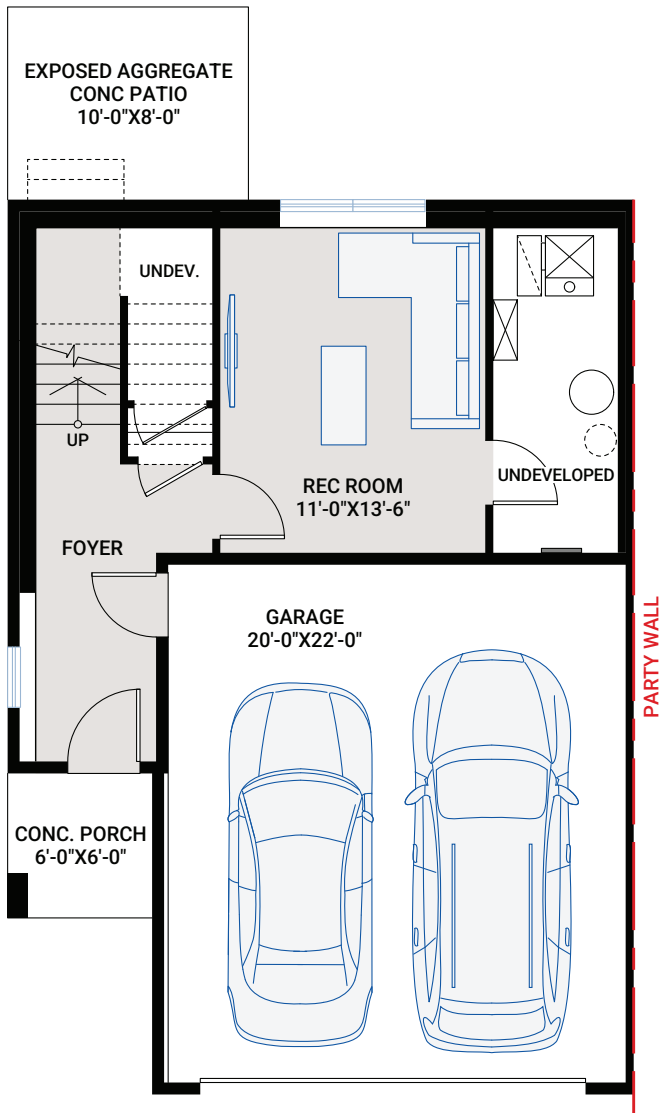 EXPOSED AGGREGATE
CONC PATIO
10'-0"X8'-0"
UNDEV.
UP
REC ROOM
11'-0"X13'-6"
UNDEVELOPED
FOYER
GARAGE
20'-0"X22'-0"
PARTY WALL
CONC. PORCH
6'-0"X6'-0"